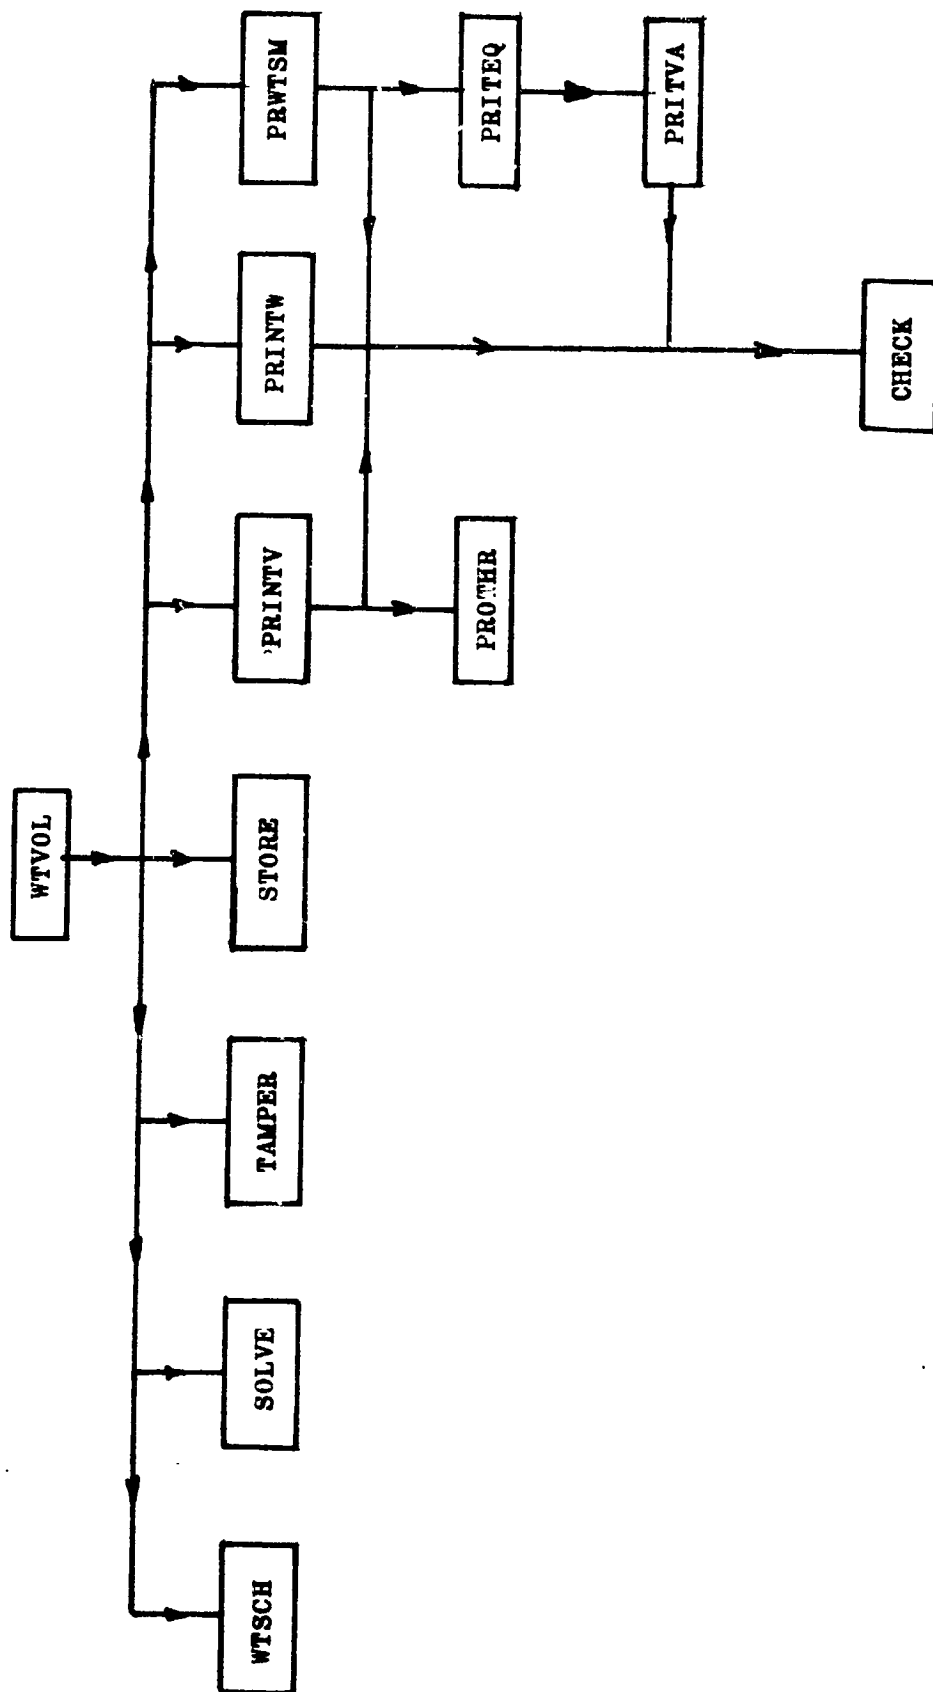 WTVOL
WTSCH
SOLVE
TAMPER
STORE
PRINTV
PRINTW
PRWTSM
PROTHR
PRITEQ
PRITVA
CHECK